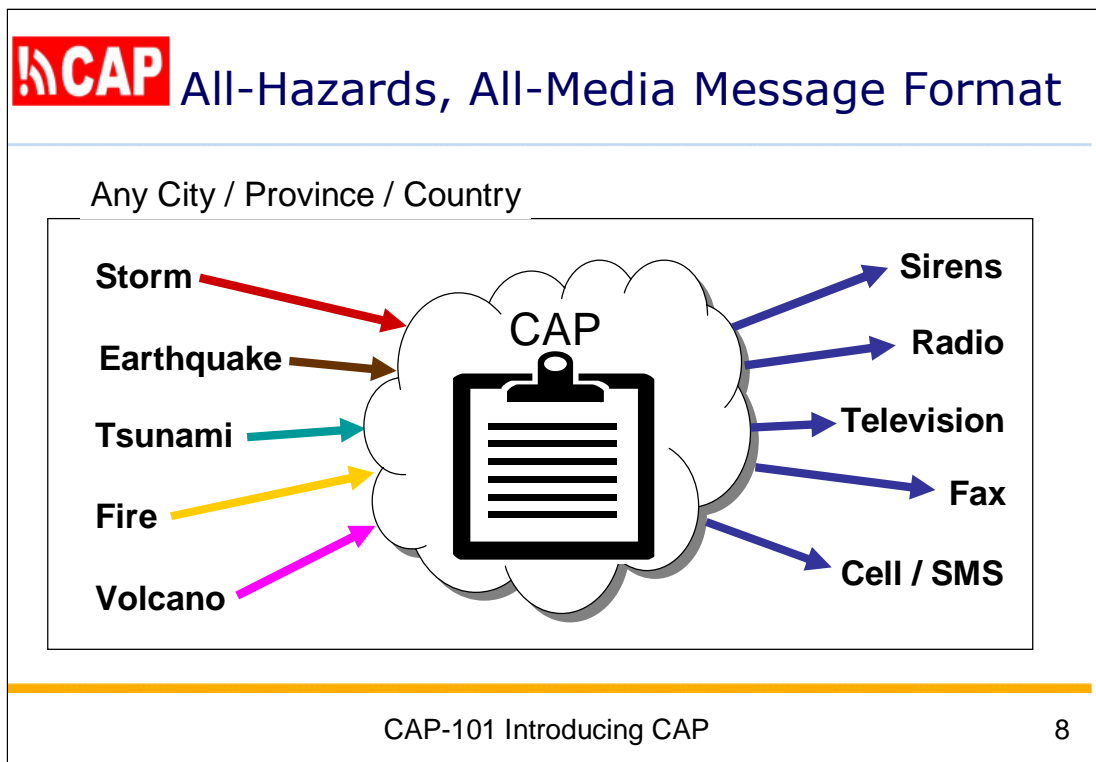 CAP
All-Hazards, All-Media Message Format
Any City / Province / Country
Storm
Earthquake
Tsunami
Fire
Volcano
CAP
Sirens
Radio
Television
Fax
Cell / SMS
CAP-101 Introducing CAP
8